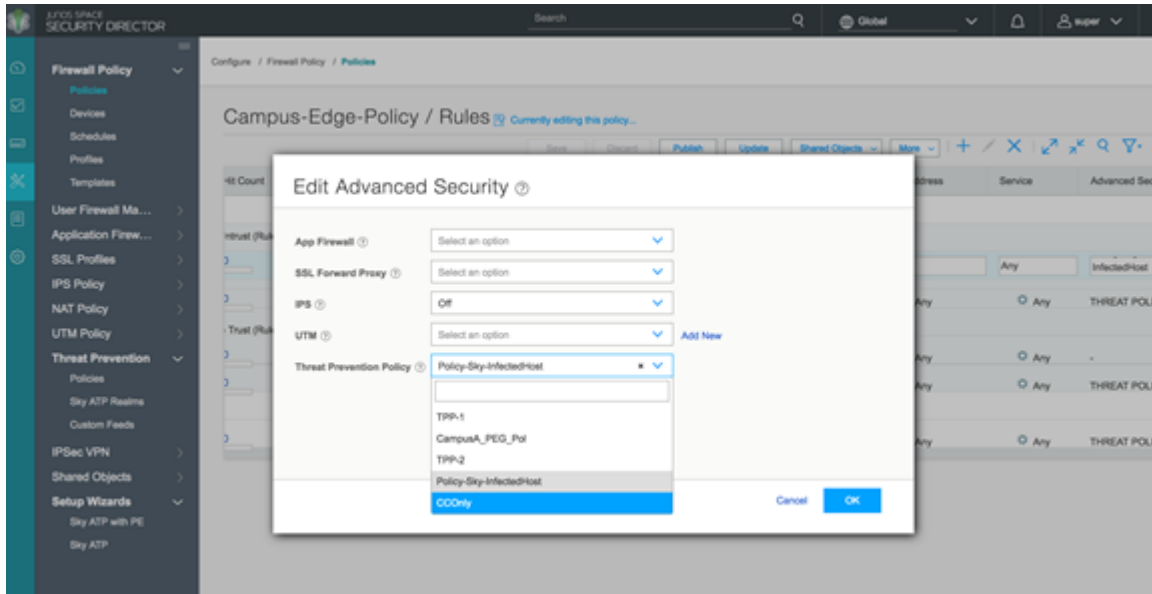 JUNOS SPACE
SECURITY DIRECTOR
Search
Global
super
Firewall Policy
Policies
Devices
Schedules
Profiles
Templates
User Firewall Ma...
Application Firew...
SSL Profiles
IPS Policy
NAT Policy
UTM Policy
Threat Prevention
Policies
Sky ATP Realms
Custom Feeds
IPSec VPN
Shared Objects
Setup Wizards
Sky ATP with PE
Sky ATP
Configure / Firewall Policy / Policies
Campus-Edge-Policy / Rules Currently editing this policy...
Save Discard Publish Update Shared Objects More
Hit Count
Service Advanced Sec
Any InfectedHost
Any Any THREAT POLI
Trust (Rul
Any Any -
Any Any THREAT POLI
Any Any THREAT POLI
Edit Advanced Security
App Firewall Select an option
SSL Forward Proxy Select an option
IPS Off
UTM Select an option Add New
Threat Prevention Policy Policy-Sky-InfectedHost
TPP-1
CampusA_PEG_Pol
TPP-2
Policy-Sky-InfectedHost
CCOnly
Cancel OK